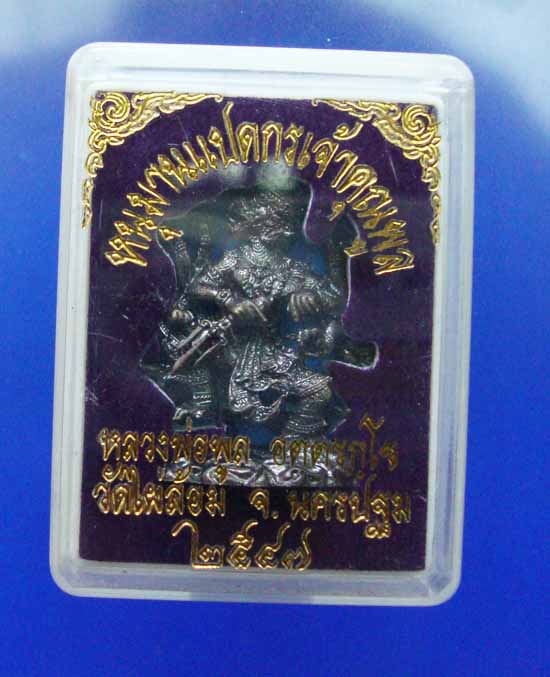 หนุมานแปดกรเจ้าคุณพูล
หลวงพ่อพูล อตฺตรกฺโข
วัดไผ่ล้อม จ.นครปฐม
๒๕๔๗